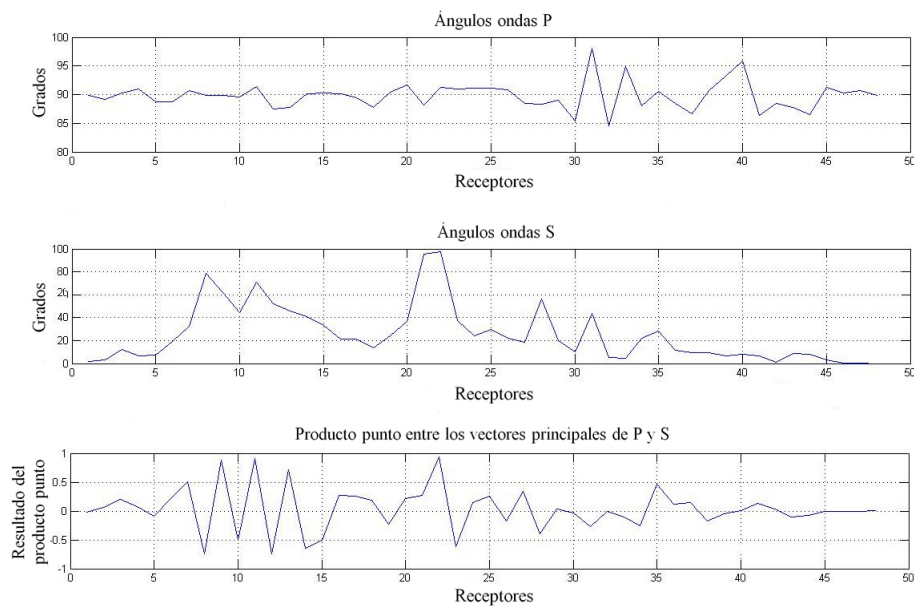 Ángulos ondas P
Grados
100
95
90
85
80
0 5 10 15 20 25 30 35 40 45 50
Receptores
Ángulos ondas S
Grados
100
80
40
20
0
0 5 10 15 20 25 30 35 40 45 50
Receptores
Producto punto entre los vectores principales de P y S
Resultado del
producto punto
1
0.5
0
-0.5
-1
0 5 10 15 20 25 30 35 40 45 50
Receptores